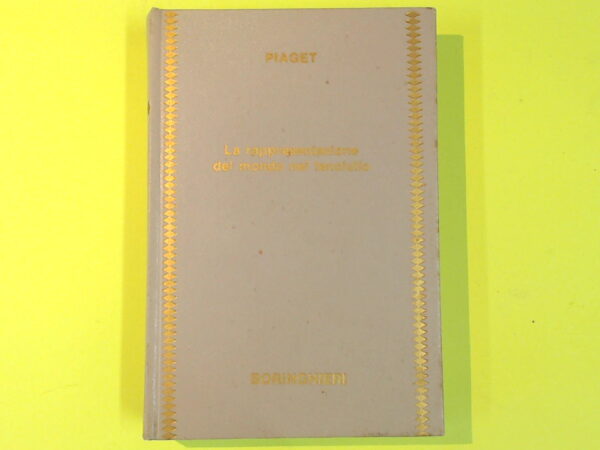 PIAGET
La rappresentazione
del mondo nel fanciullo
BORINGHIERI